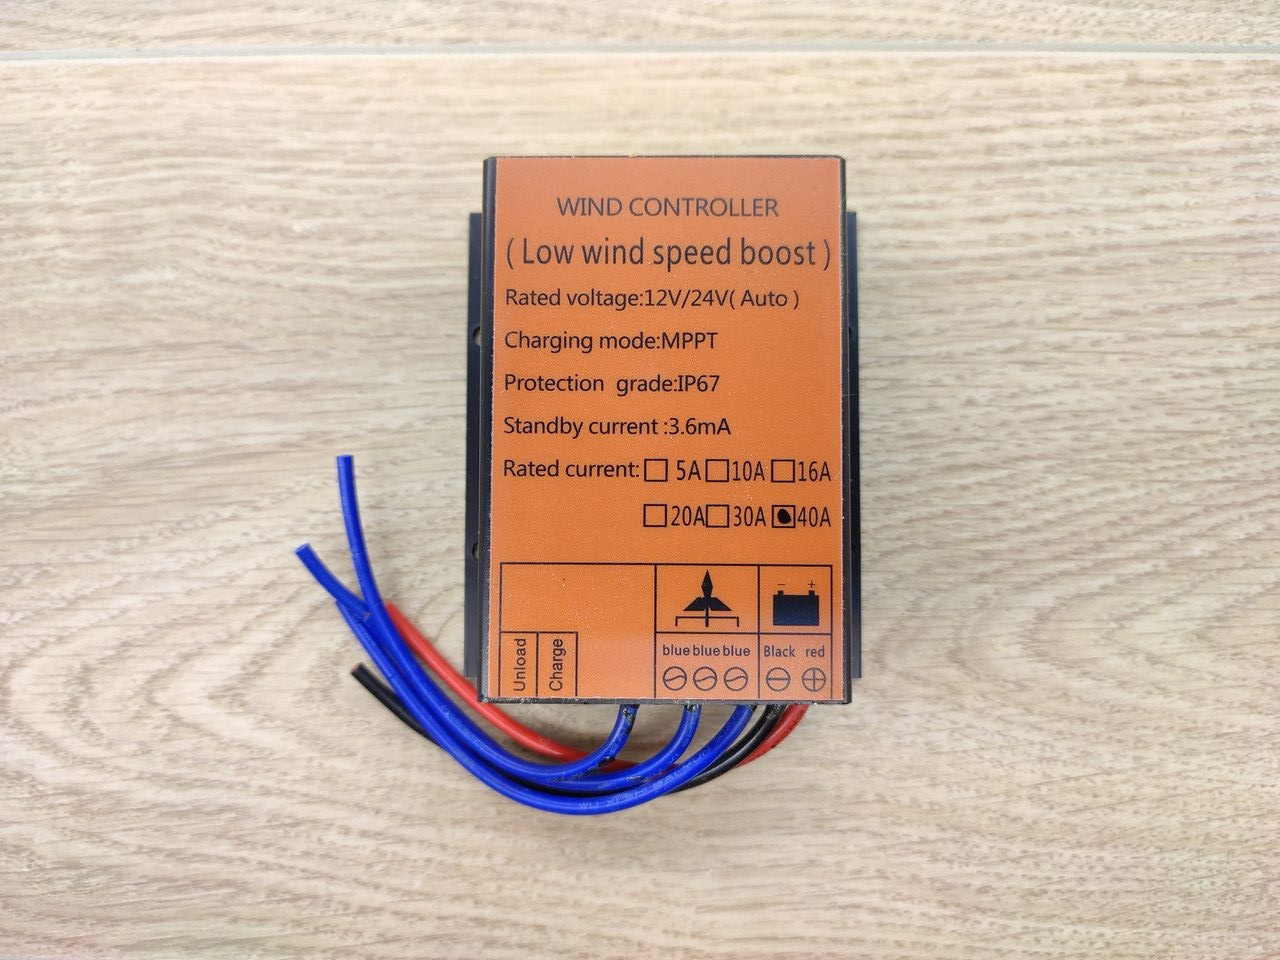 WIND CONTROLLER
( Low wind speed boost )
Rated voltage:12V/24V( Auto )
Charging mode:MPPT
Protection grade:IP67
Standby current :3.6mA
Rated current: 5A 10A 16A
20A 30A 40A
- +
Unload
Charge
blue blue blue
Black red